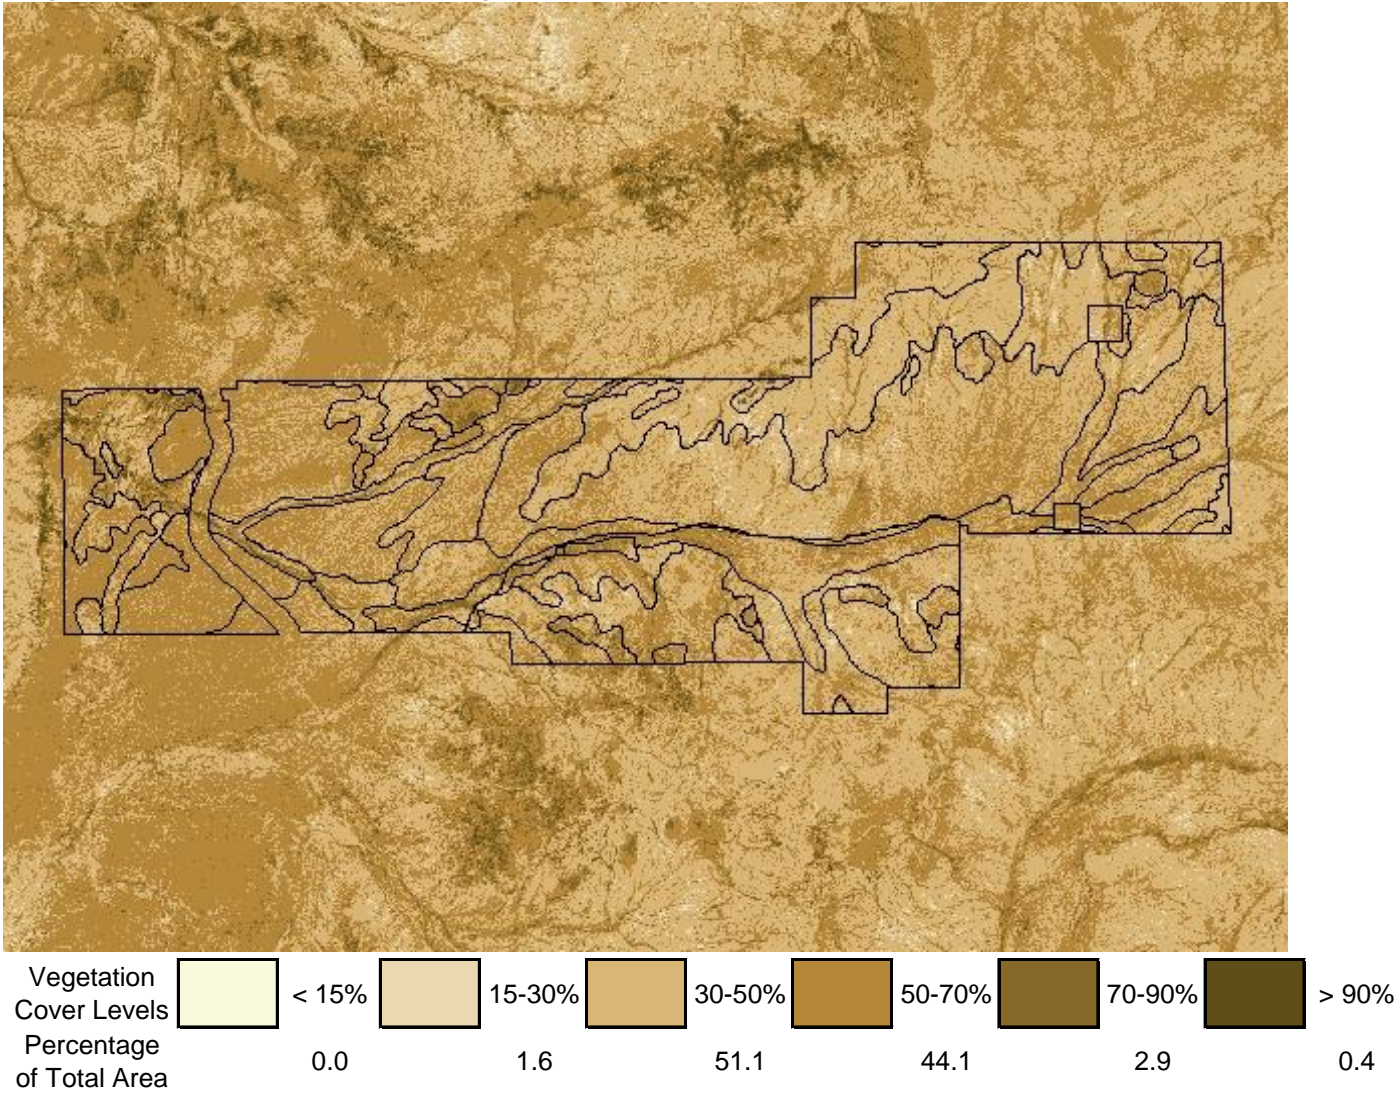 Vegetation
Cover Levels
< 15% 15-30% 30-50% 50-70% 70-90% > 90%
Percentage
of Total Area
0.0 1.6 51.1 44.1 2.9 0.4